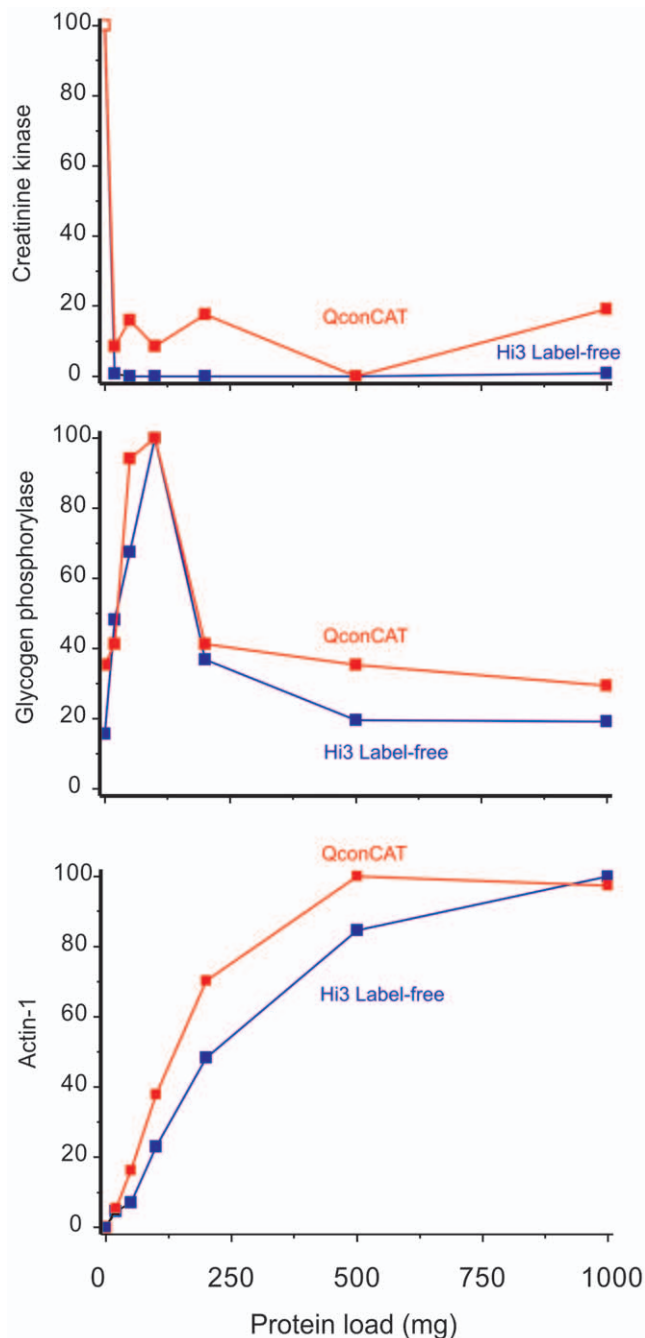 Creatinine kinase
100
80
60
40
20
0
QconCAT
Hi3 Label-free
Glycogen phosphorylase
100
80
60
40
20
0
QconCAT
Hi3 Label-free
Actin-1
QconCAT
100
80
60
40
20
0
Hi3 Label-free
0 250 500 750 1000
Protein load (mg)